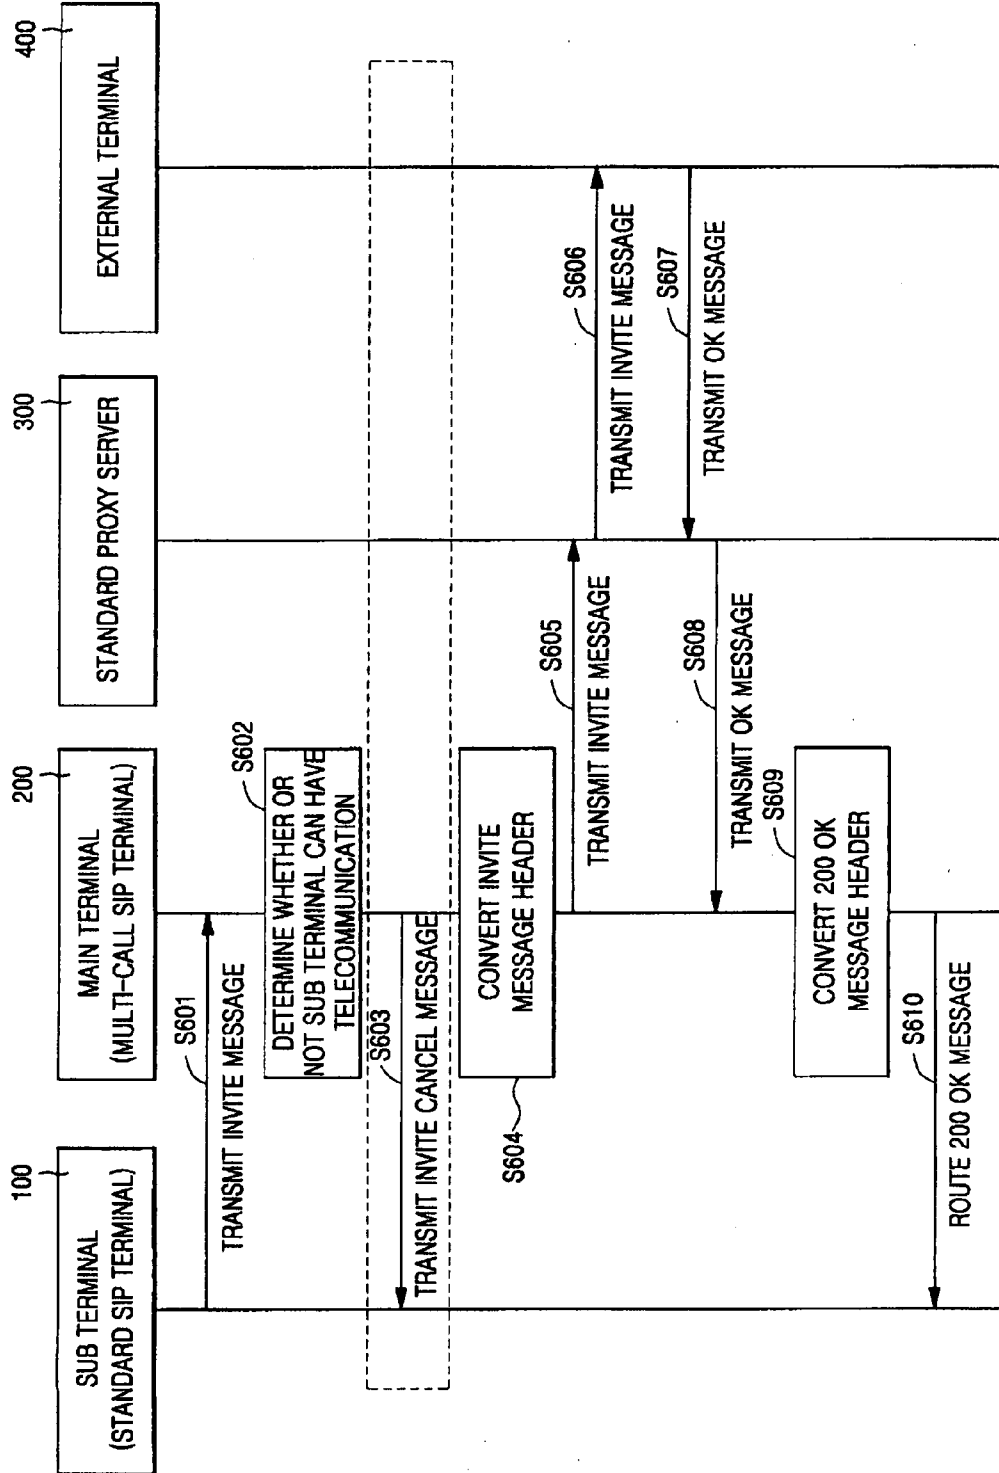 100
SUB TERMINAL
(STANDARD SIP TERMINAL)
200
MAIN TERMINAL
(MULTI-CALL SIP TERMINAL)
300
STANDARD PROXY SERVER
400
EXTERNAL TERMINAL
S601
TRANSMIT INVITE MESSAGE
S602
DETERMINE WHETHER OR
NOT SUB TERMINAL CAN HAVE
TELECOMMUNICATION
S603
TRANSMIT INVITE CANCEL MESSAGE
S604
CONVERT INVITE
MESSAGE HEADER
S605
TRANSMIT INVITE MESSAGE
S606
TRANSMIT INVITE MESSAGE
S607
TRANSMIT OK MESSAGE
S608
TRANSMIT OK MESSAGE
S609
CONVERT 200 OK
MESSAGE HEADER
S610
ROUTE 200 OK MESSAGE